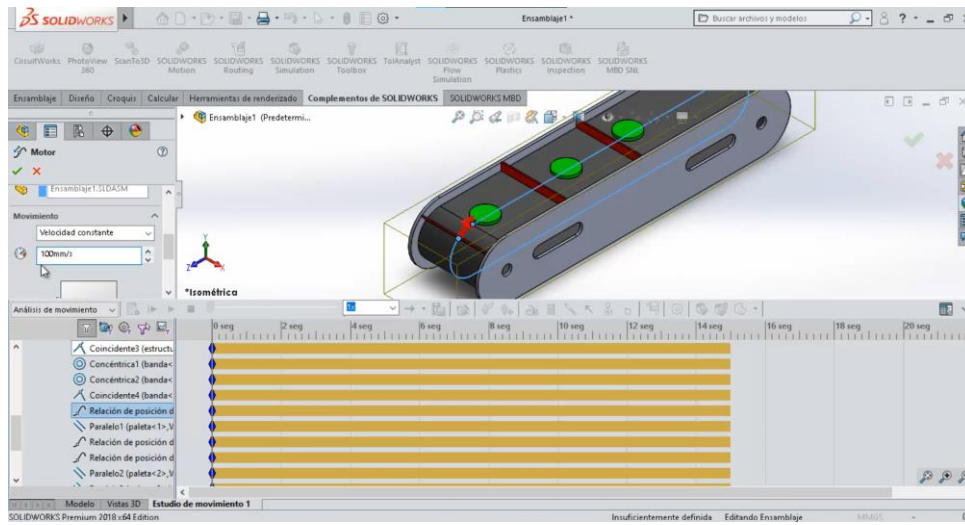 SOLIDWORKS
Ensamblaje1 *
Buscar archivos y modelos
CircuitWorks PhotoView 360 ScanTo3D SOLIDWORKS Motion SOLIDWORKS Routing SOLIDWORKS Simulation SOLIDWORKS Toolbox TolAnalyst SOLIDWORKS Flow Simulation SOLIDWORKS Plastics SOLIDWORKS Inspection SOLIDWORKS MBD SNL
Ensamblaje Diseño Croquis Calcular Herramientas de renderizado Complementos de SOLIDWORKS SOLIDWORKS MBD
Ensamblaje1 (Predetermi...
Motor
Ensamblaje1.SLDASM
Movimiento
Velocidad constante
100mm/s
Y
Z
X
*Isométrica
Análisis de movimiento
1x
0 seg 2 seg 4 seg 6 seg 8 seg 10 seg 12 seg 14 seg 16 seg 18 seg 20 seg
Coincidente3 (estructu
Concéntrica1 (banda<
Concéntrica2 (banda<
Coincidente4 (banda<
Relación de posición d
Paralelo1 (paleta<1>,V
Relación de posición d
Relación de posición d
Paralelo2 (paleta<2>,V
Modelo Vistas 3D Estudio de movimiento 1
SOLIDWORKS Premium 2018 x64 Edition
Insuficientemente definida Editando Ensamblaje MMGS